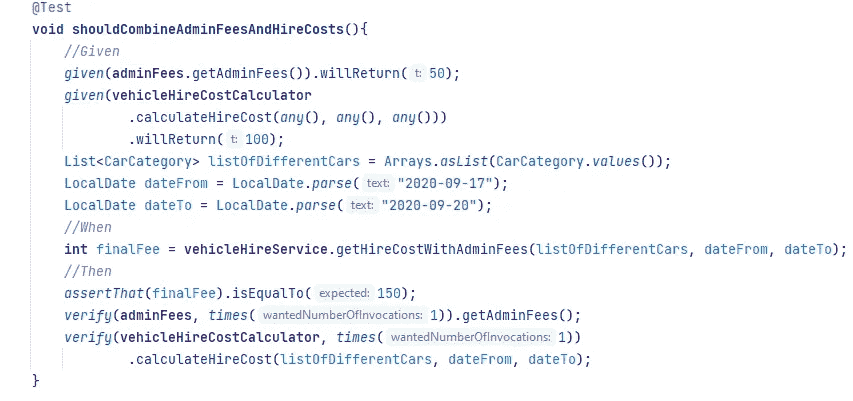 @Test
void shouldCombineAdminFeesAndHireCosts(){
//Given
given(adminFees.getAdminFees()).willReturn( t: 50);
given(vehicleHireCostCalculator
.calculateHireCost(any(), any(), any()))
.willReturn( t: 100);
List<CarCategory> listOfDifferentCars = Arrays.asList(CarCategory.values());
LocalDate dateFrom = LocalDate.parse( text: "2020-09-17");
LocalDate dateTo = LocalDate.parse( text: "2020-09-20");
//When
int finalFee = vehicleHireService.getHireCostWithAdminFees(listOfDifferentCars, dateFrom, dateTo);
//Then
assertThat(finalFee).isEqualTo( expected: 150);
verify(adminFees, times( wantedNumberOfInvocations: 1)).getAdminFees();
verify(vehicleHireCostCalculator, times( wantedNumberOfInvocations: 1))
.calculateHireCost(listOfDifferentCars, dateFrom, dateTo);
}